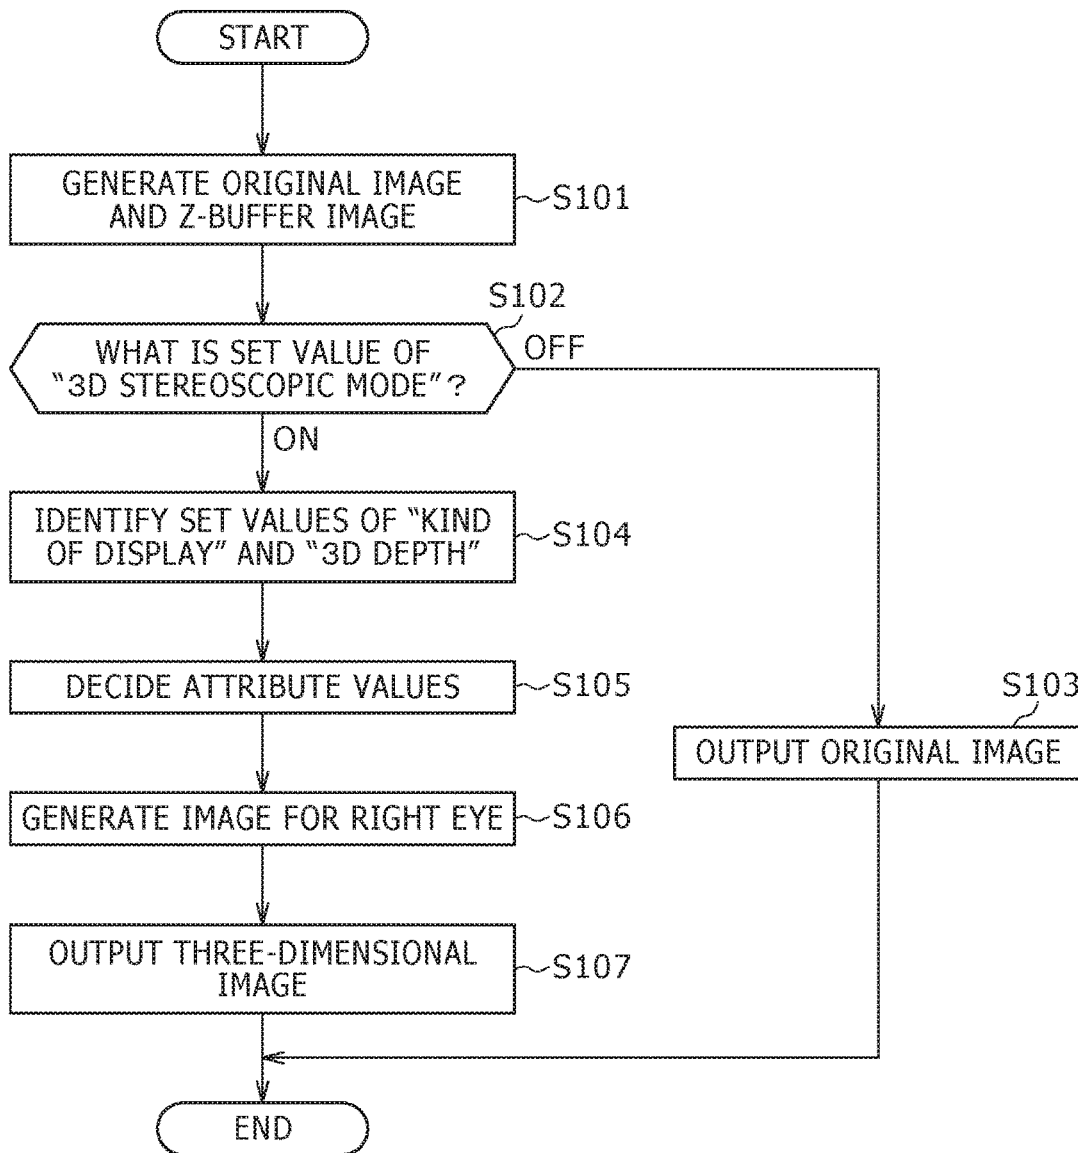 START
GENERATE ORIGINAL IMAGE
AND Z-BUFFER IMAGE
S101
S102
WHAT IS SET VALUE OF
“3D STEREOSCOPIC MODE”?
OFF
ON
IDENTIFY SET VALUES OF “KIND
OF DISPLAY” AND “3D DEPTH”
S104
DECIDE ATTRIBUTE VALUES
S105
S103
OUTPUT ORIGINAL IMAGE
GENERATE IMAGE FOR RIGHT EYE
S106
OUTPUT THREE-DIMENSIONAL
IMAGE
S107
END